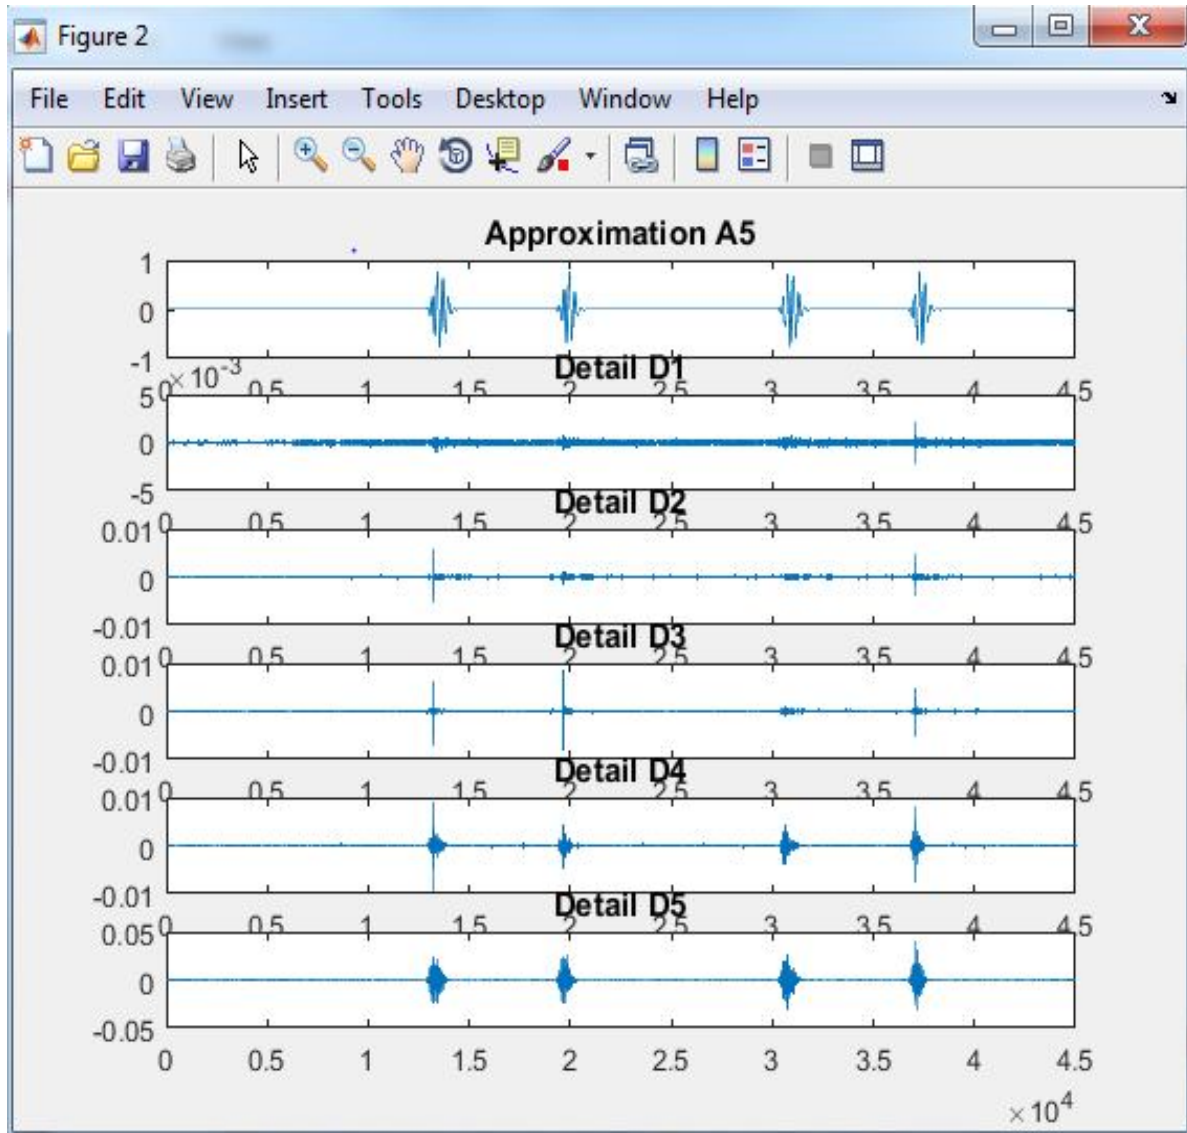 Figure 2
File Edit View Insert Tools Desktop Window Help
Approximation A5
1
0
-1
×10-3
Detail D1
0 0.5 1 1.5 2 2.5 3 3.5 4 4.5
5
0
-5
Detail D2
0 0.5 1 1.5 2 2.5 3 3.5 4 4.5
0.01
0
-0.01
Detail D3
0 0.5 1 1.5 2 2.5 3 3.5 4 4.5
0.01
0
-0.01
Detail D4
0 0.5 1 1.5 2 2.5 3 3.5 4 4.5
0.01
0
-0.01
Detail D5
0 0.5 1 1.5 2 2.5 3 3.5 4 4.5
0.05
0
-0.05
0 0.5 1 1.5 2 2.5 3 3.5 4 4.5
×104